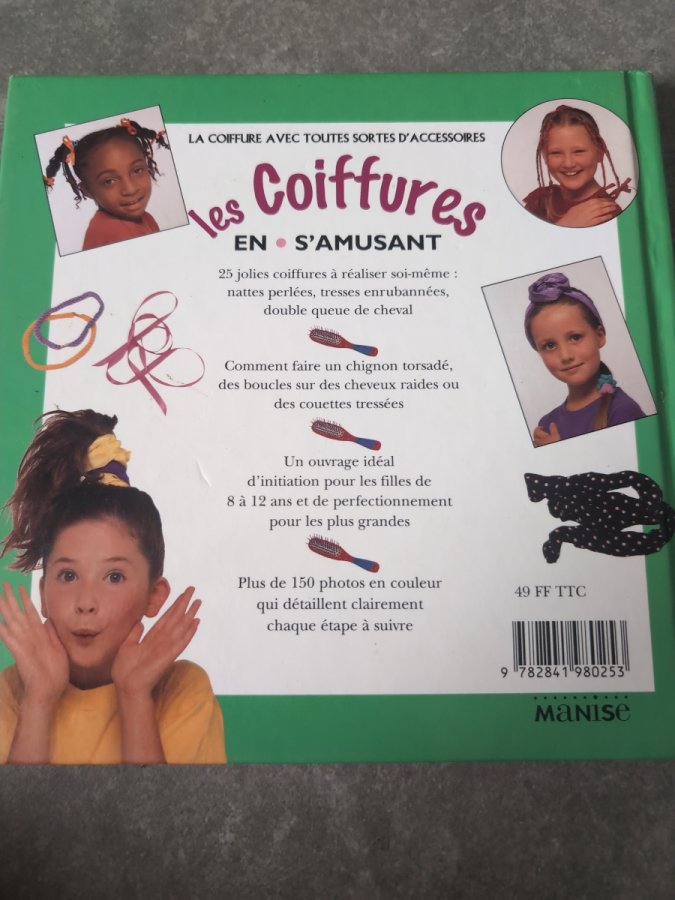 LA COIFFURE AVEC TOUTES SORTES D'ACCESSOIRES
les Coiffures
EN • S'AMUSANT
25 jolies coiffures à réaliser soi-même :
nattes perlées, tresses enrubannées,
double queue de cheval
Comment faire un chignon torsadé,
des boucles sur des cheveux raides ou
des couettes tressées
Un ouvrage idéal
d'initiation pour les filles de
8 à 12 ans et de perfectionnement
pour les plus grandes
Plus de 150 photos en couleur
qui détaillent clairement
chaque étape à suivre
49 FF TTC
9 782841 980253
MANISE